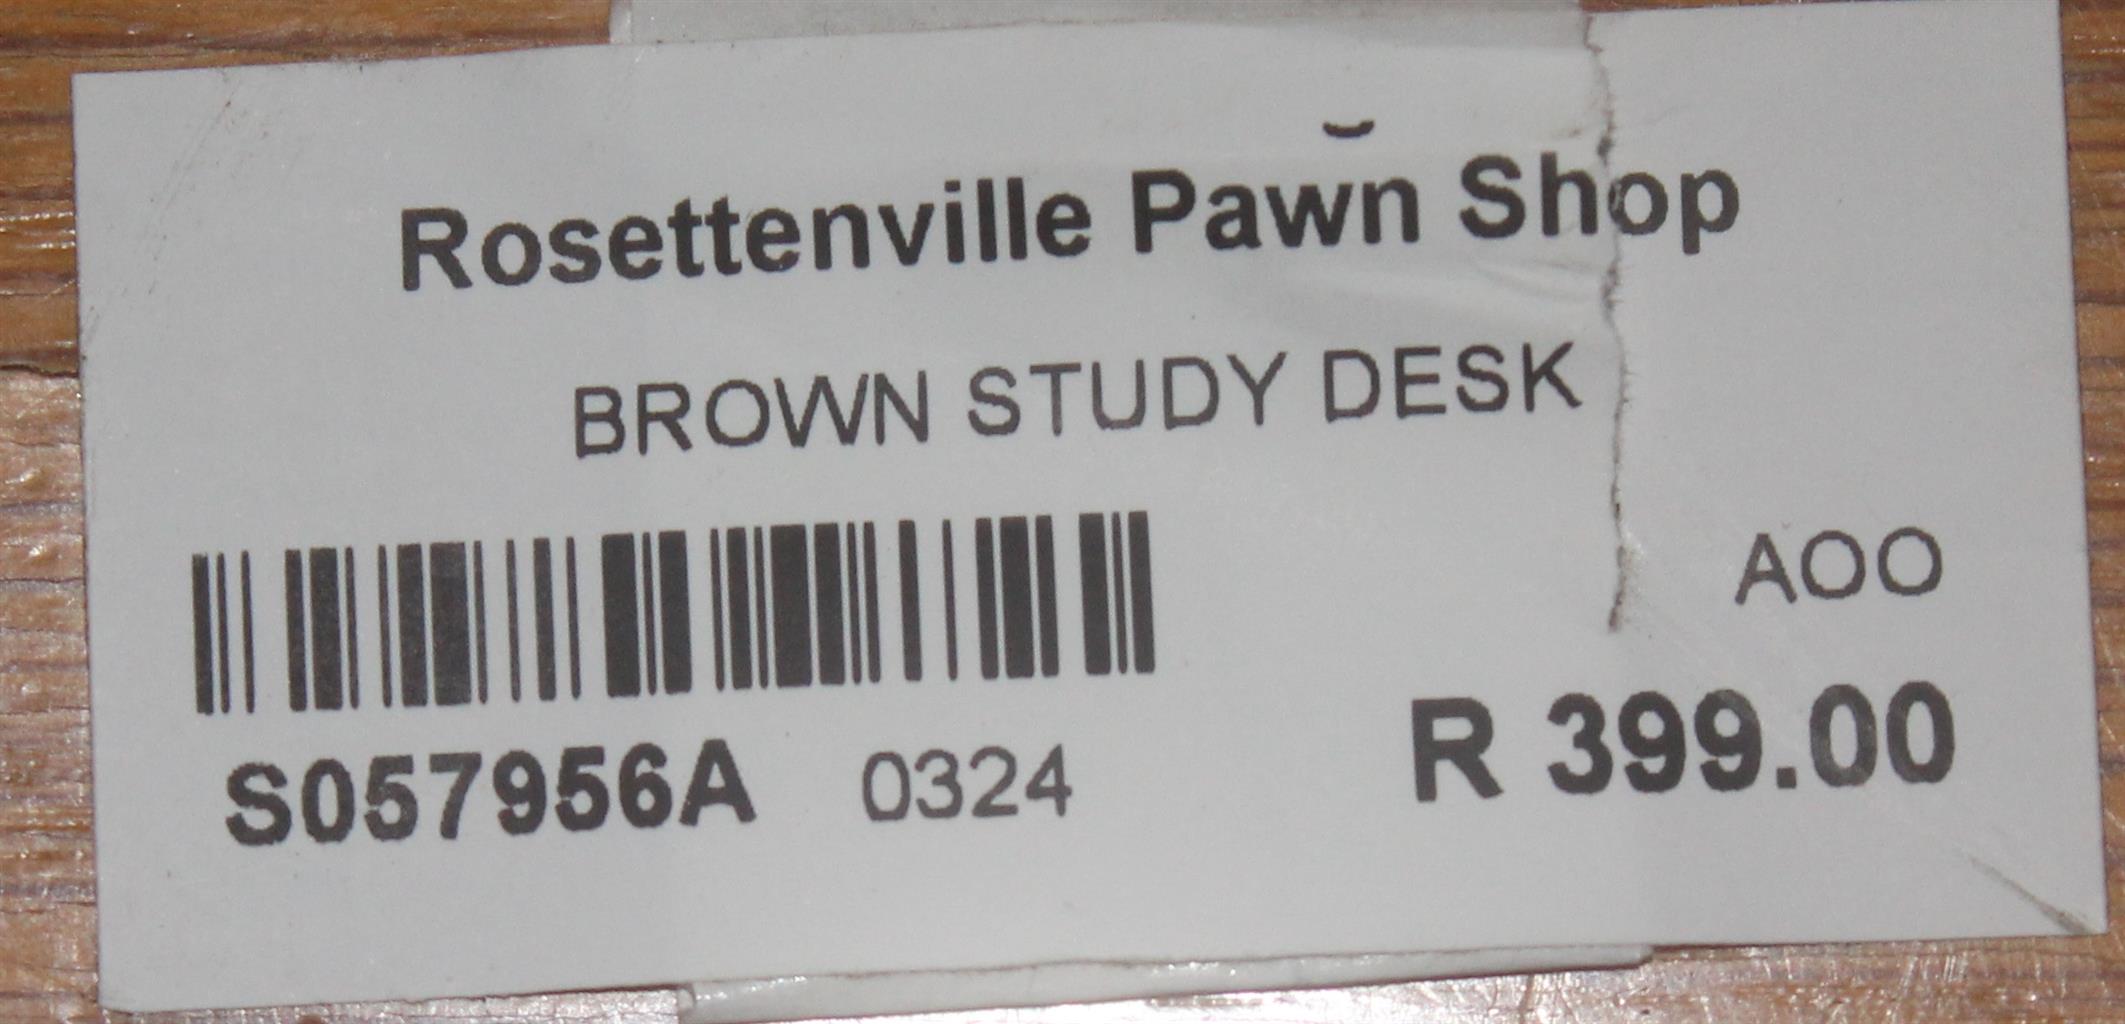 Rosettenville Pawn Shop
BROWN STUDY DESK
AOO
S057956A 0324
R 399.00